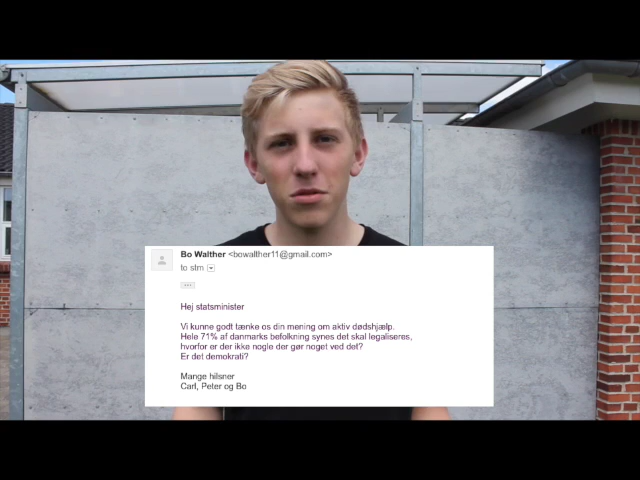 Bo Walther <bowalther11@gmail.com>
to stm
Hej statsminister
Vi kunne godt tænke os din mening om aktiv dødshjælp.
Hele 71% af danmarks befolkning synes det skal legaliseres,
hvorfor er der ikke nogle der gør noget ved det?
Er det demokrati?
Mange hilsner
Carl, Peter og Bo